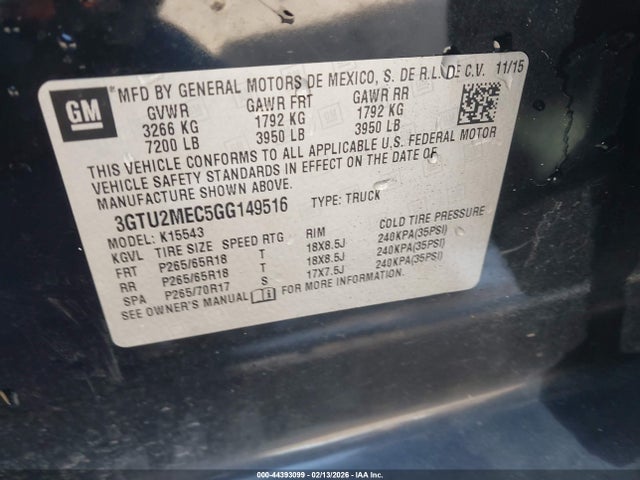 GM
* MFD BY GENERAL MOTORS DE MEXICO, S. DE R.L. DE C.V. 11/15
GVWR GAWR FRT GAWR RR
3266 KG 1792 KG 1792 KG
7200 LB 3950 LB 3950 LB
THIS VEHICLE CONFORMS TO ALL APPLICABLE U.S. FEDERAL MOTOR
VEHICLE SAFETY STANDARDS IN EFFECT ON THE DATE OF
MANUFACTURE SHOWN ABOVE.
3GTU2MEC5GG149516 TYPE: TRUCK
MODEL: K15543
KGVL TIRE SIZE SPEED RTG RIM COLD TIRE PRESSURE
FRT P265/65R18 T 18X8.5J 240KPA(35PSI)
RR P265/65R18 T 18X8.5J 240KPA(35PSI)
SPA P265/70R17 S 17X7.5J 240KPA(35PSI)
SEE OWNER'S MANUAL FOR MORE INFORMATION.
000-44393099 - 02/13/2026 - IAA, Inc.